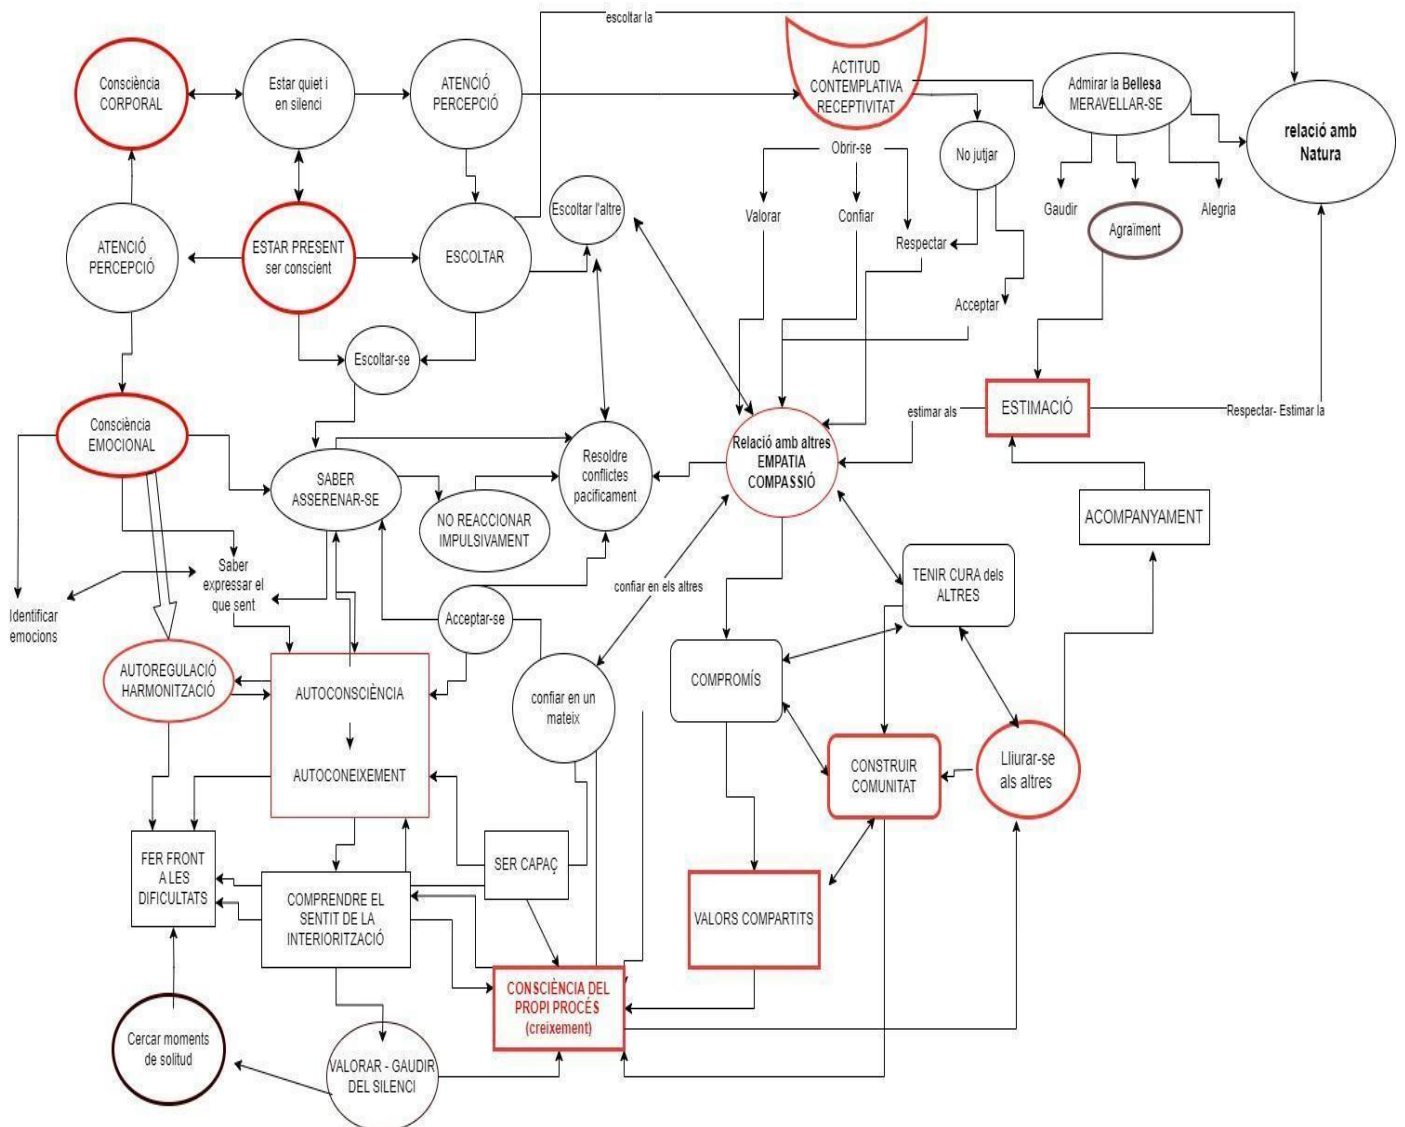 escoltar la
Consciència
CORPORAL
Estar quiet i
en silenci
ATENCIÓ
PERCEPCIÓ
ACTITUD
CONTEMPLATIVA
RECEPTIVITAT
Admirar la Bellesa
MERAVELLAR-SE
relació amb
Natura
Obrir-se
No jutjar
Escoltar l'altre
Valorar
Confiar
Respectar
Gaudir
Agraïment
Alegria
ATENCIÓ
PERCEPCIÓ
ESTAR PRESENT
ser conscient
ESCOLTAR
Acceptar
Escoltar-se
Consciència
EMOCIONAL
estimar als
ESTIMACIÓ
Respectar- Estimar la
Relació amb altres
EMPATIA
COMPASSIÓ
Resoldre
conflictes
pacificament
SABER
ASSERENAR-SE
NO REACCIONAR
IMPULSIVAMENT
ACOMPANYAMENT
Saber
expressar el
que sent
Identificar
emocions
Acceptar-se
confiar en els altres
TENIR CURA dels
ALTRES
AUTOREGULACIÓ
HARMONITZACIÓ
AUTOCONSCIÈNCIA
AUTOCONEIXEMENT
confiar en un
mateix
COMPROMÍS
CONSTRUIR
COMUNITAT
Lliurar-se
als altres
FER FRONT
A LES
DIFICULTATS
SER CAPAÇ
COMPRENDRE EL
SENTIT DE LA
INTERIORITZACIÓ
VALORS COMPARTITS
CONSCIÈNCIA DEL
PROPI PROCÉS
(creixement)
Cercar moments
de solitud
VALORAR - GAUDIR
DEL SILENCI